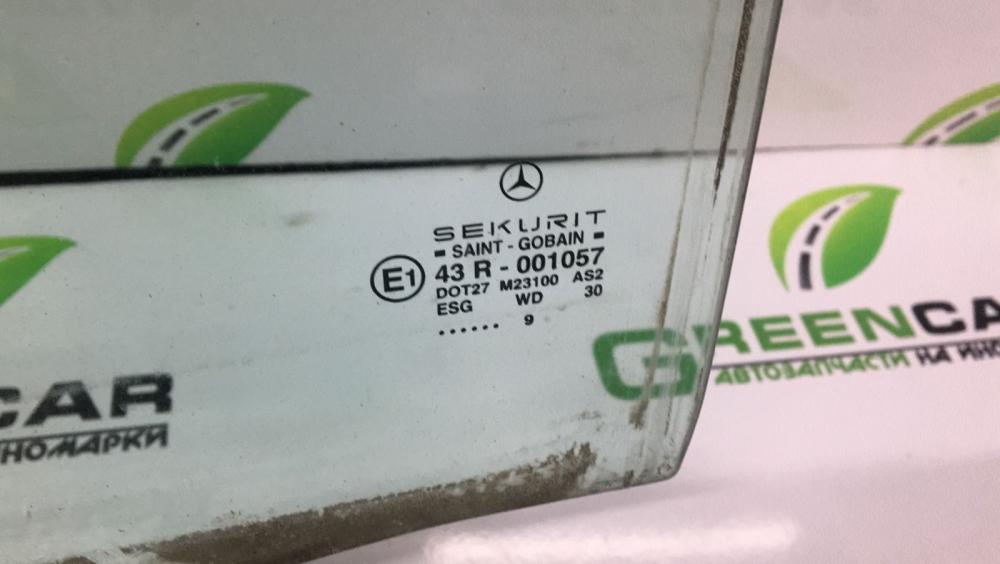 SEKURIT
SAINT - GOBAIN
E1 43 R - 001057
DOT27 M23100 AS2
ESG WD 30
...... 9
GREENCA
АВТОЗАПЧАСТИ НА ИНО
CAR
НОМАРКИ